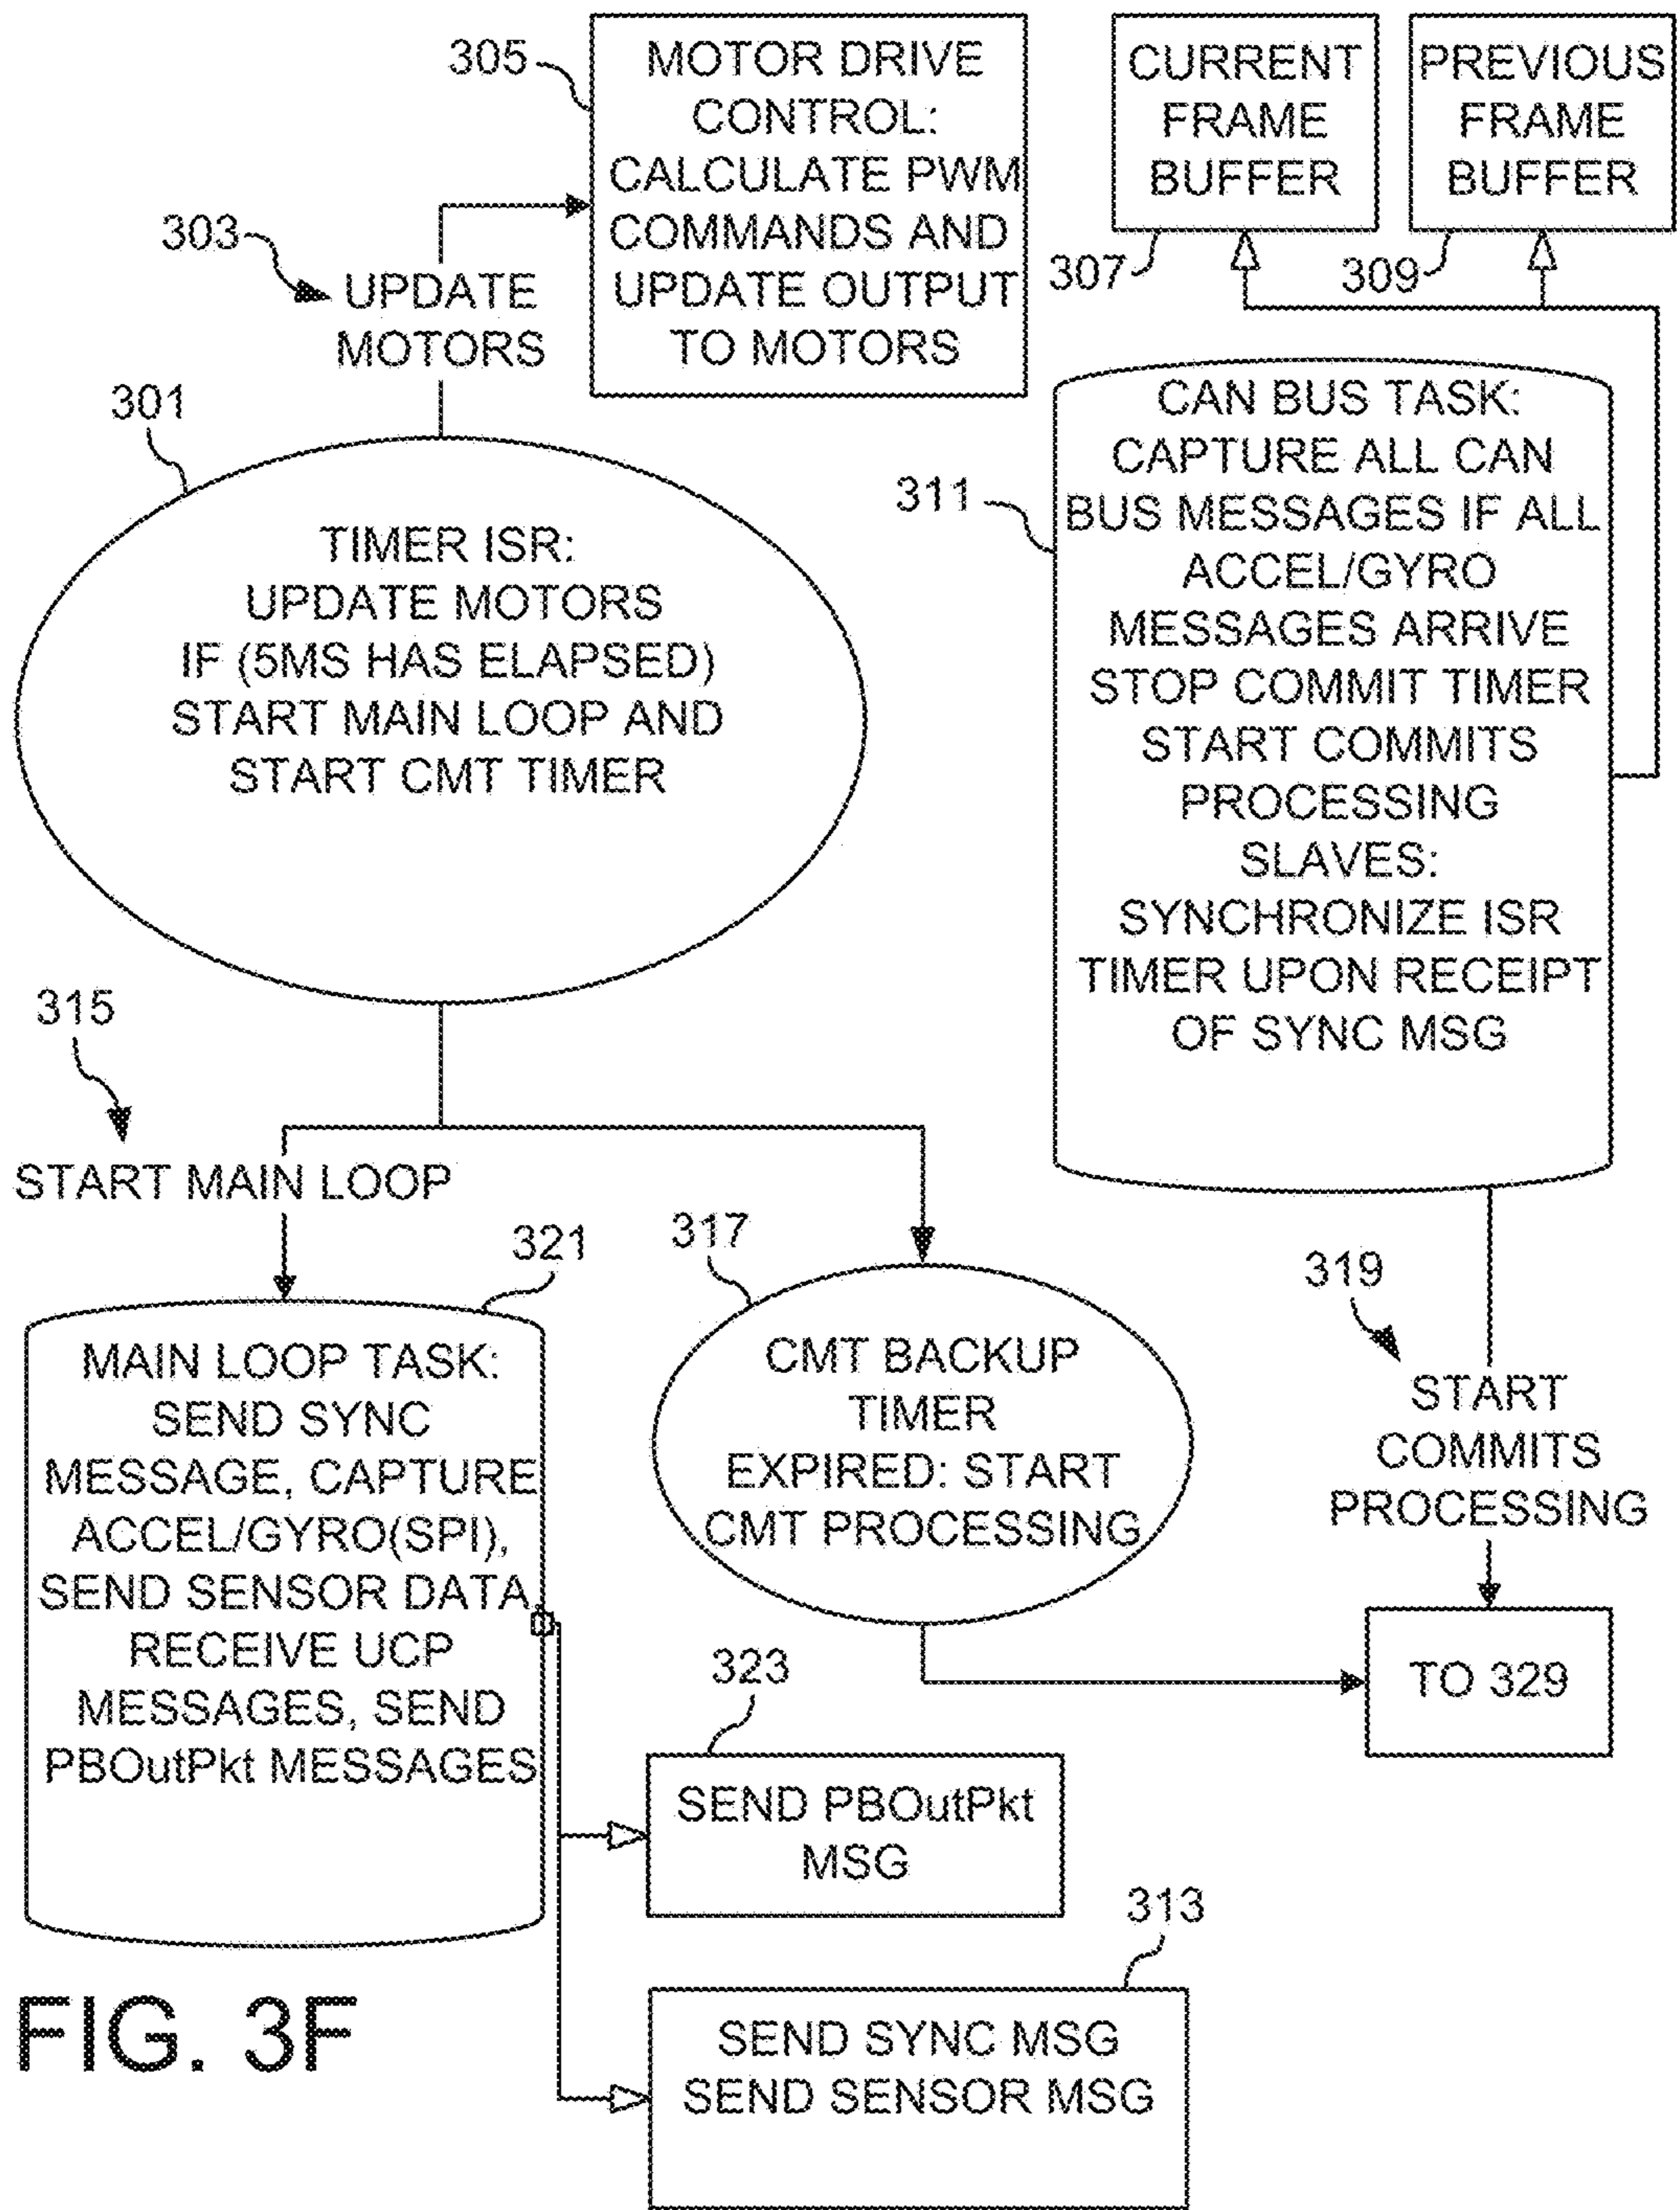 305
MOTOR DRIVE
CONTROL:
CALCULATE PWM
COMMANDS AND
UPDATE OUTPUT
TO MOTORS
CURRENT
FRAME
BUFFER
PREVIOUS
FRAME
BUFFER
303
UPDATE
MOTORS
307
309
301
TIMER ISR:
UPDATE MOTORS
IF (5MS HAS ELAPSED)
START MAIN LOOP AND
START CMT TIMER
311
CAN BUS TASK:
CAPTURE ALL CAN
BUS MESSAGES IF ALL
ACCEL/GYRO
MESSAGES ARRIVE
STOP COMMIT TIMER
START COMMITS
PROCESSING
SLAVES:
SYNCHRONIZE ISR
TIMER UPON RECEIPT
OF SYNC MSG
315
START MAIN LOOP
321
317
319
MAIN LOOP TASK:
SEND SYNC
MESSAGE, CAPTURE
ACCEL/GYRO(SPI),
SEND SENSOR DATA,
RECEIVE UCP
MESSAGES, SEND
PBOutPkt MESSAGES
CMT BACKUP
TIMER
EXPIRED: START
CMT PROCESSING
START
COMMITS
PROCESSING
TO 329
323
SEND PBOutPkt
MSG
313
SEND SYNC MSG
SEND SENSOR MSG
FIG. 3F